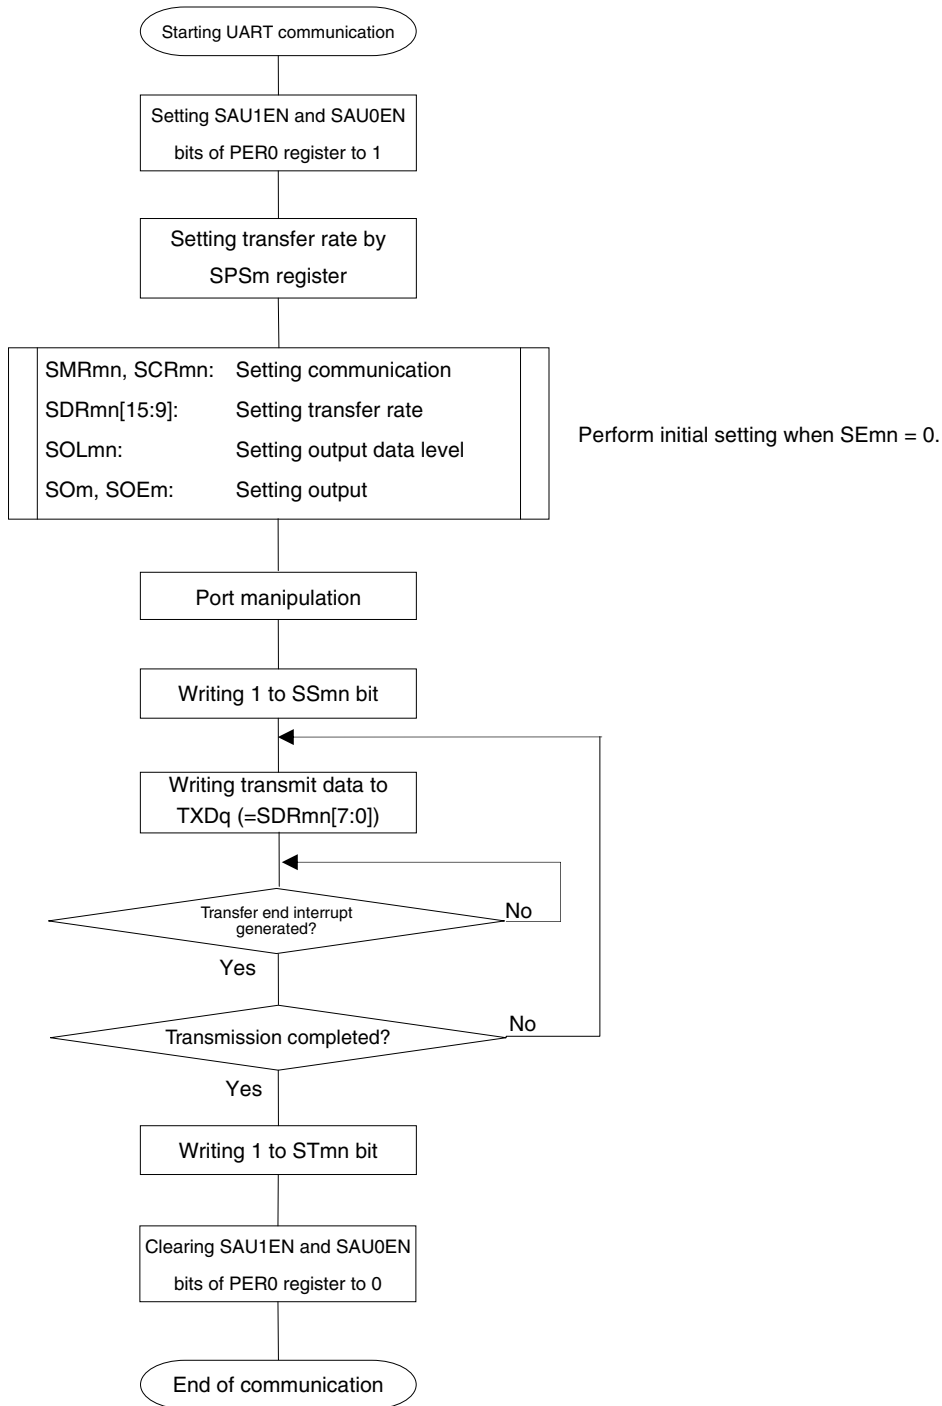 Starting UART communication
Setting SAU1EN and SAU0EN
bits of PER0 register to 1
Setting transfer rate by
SPSm register
SMRmn, SCRmn: Setting communication
SDRmn[15:9]: Setting transfer rate
SOLmn: Setting output data level
SOm, SOEm: Setting output
Perform initial setting when SEmn = 0.
Port manipulation
Writing 1 to SSmn bit
Writing transmit data to
TXDq (=SDRmn[7:0])
Transfer end interrupt
generated?
No
Yes
Transmission completed?
No
Yes
Writing 1 to STmn bit
Clearing SAU1EN and SAU0EN
bits of PER0 register to 0
End of communication